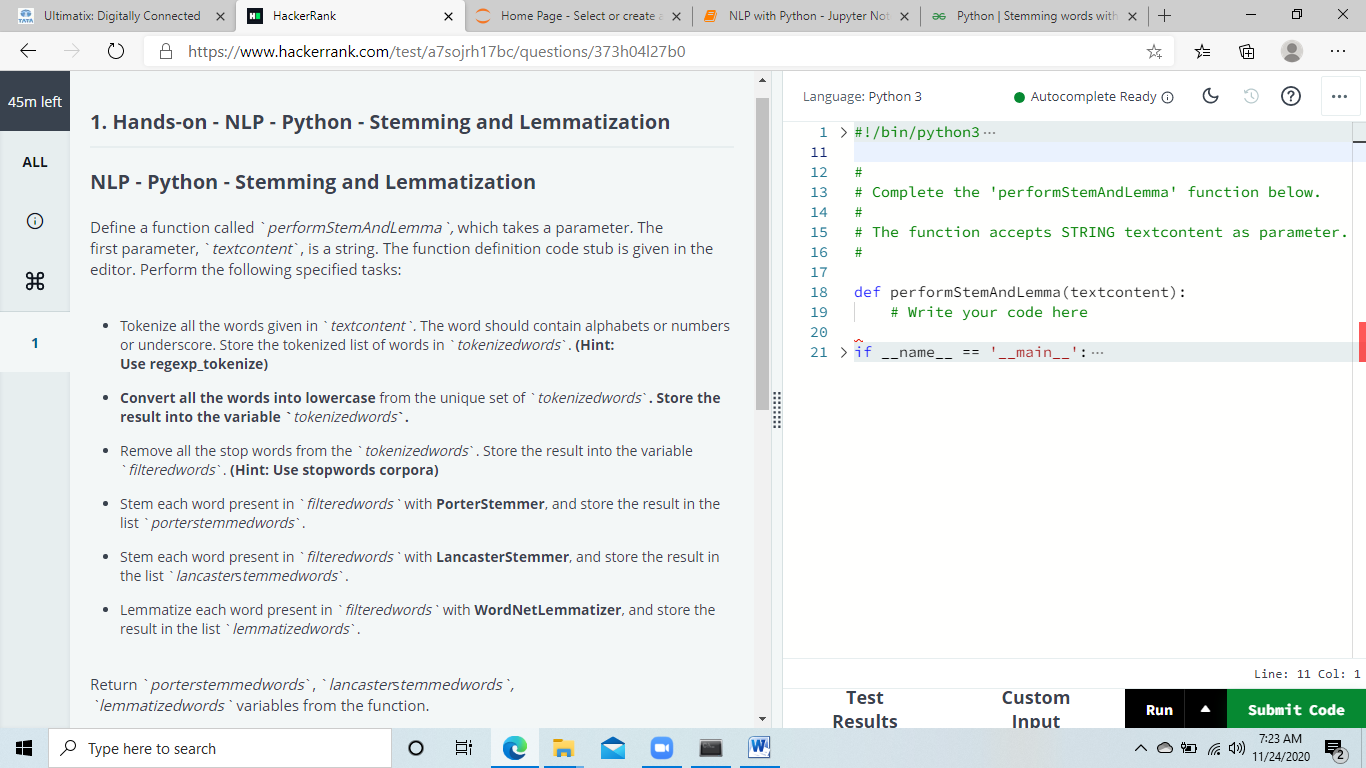 Ultimatix: Digitally Connected
HackerRank
Home Page - Select or create a
NLP with Python - Jupyter Not
Python | Stemming words with
https://www.hackerrank.com/test/a7sojrh17bc/questions/373h04l27b0
45m left
ALL
1
1. Hands-on - NLP - Python - Stemming and Lemmatization
NLP - Python - Stemming and Lemmatization
Define a function called `performStemAndLemma`, which takes a parameter. The
first parameter, `textcontent`, is a string. The function definition code stub is given in the
editor. Perform the following specified tasks:
• Tokenize all the words given in `textcontent`. The word should contain alphabets or numbers
or underscore. Store the tokenized list of words in `tokenizedwords`. (Hint:
Use regexp_tokenize)
• Convert all the words into lowercase from the unique set of `tokenizedwords`. Store the
result into the variable `tokenizedwords`.
• Remove all the stop words from the `tokenizedwords`. Store the result into the variable
`filteredwords`. (Hint: Use stopwords corpora)
• Stem each word present in `filteredwords` with PorterStemmer, and store the result in the
list `porterstemmedwords`.
• Stem each word present in `filteredwords` with LancasterStemmer, and store the result in
the list `lancasterstemmedwords`.
• Lemmatize each word present in `filteredwords` with WordNetLemmatizer, and store the
result in the list `lemmatizedwords`.
Return `porterstemmedwords`, `lancasterstemmedwords`,
`lemmatizedwords` variables from the function.
Language: Python 3
Autocomplete Ready
1 #!/bin/python3 ···
11
12 #
13 # Complete the 'performStemAndLemma' function below.
14 #
15 # The function accepts STRING textcontent as parameter.
16 #
17
18 def performStemAndLemma(textcontent):
19     # Write your code here
20
21 if __name__ == '__main__': ···
Line: 11 Col: 1
Test
Results
Custom
Input
Run
Submit Code
Type here to search
7:23 AM
11/24/2020
2